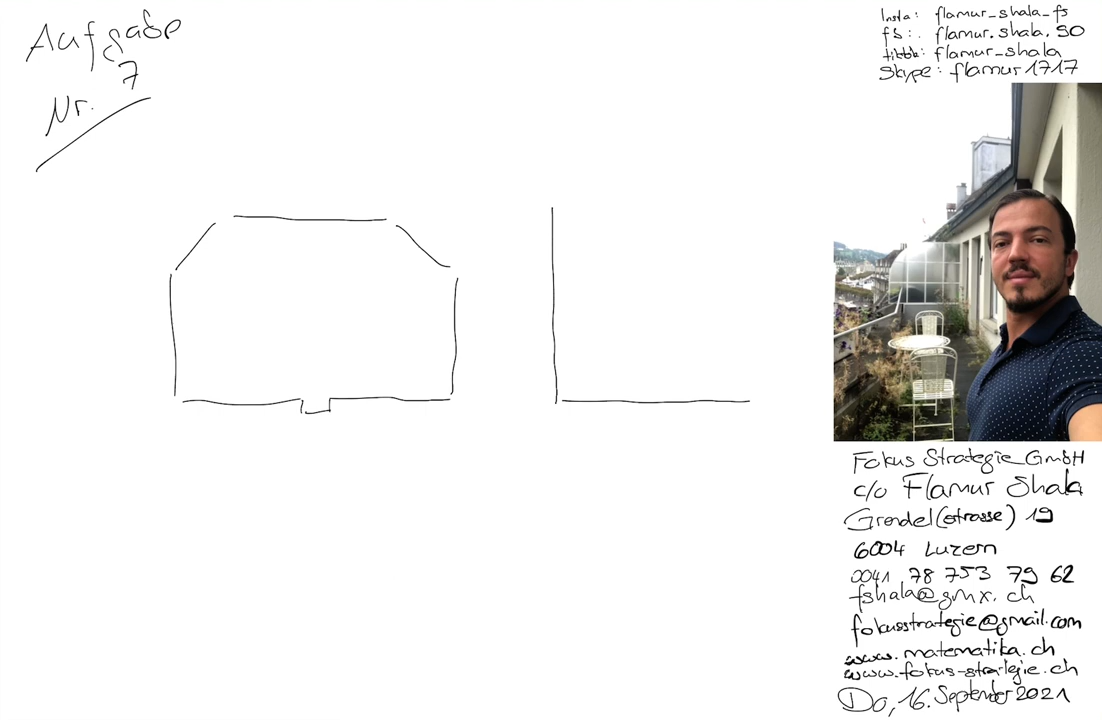 Aufgabe
Nr. 7
Insta: flamur_shala_fs
fb: flamur.shala.90
tiktok: flamur_shala
Skype: flamur1717
Fokus Strategie GmbH
c/o Flamur Shala
Grendel(strasse) 19
6004 Luzern
0041 78 753 79 62
fshala@gmx.ch
fokusstrategie@gmail.com
www.matematika.ch
www.fokus-strategie.ch
Do, 16. September 2021